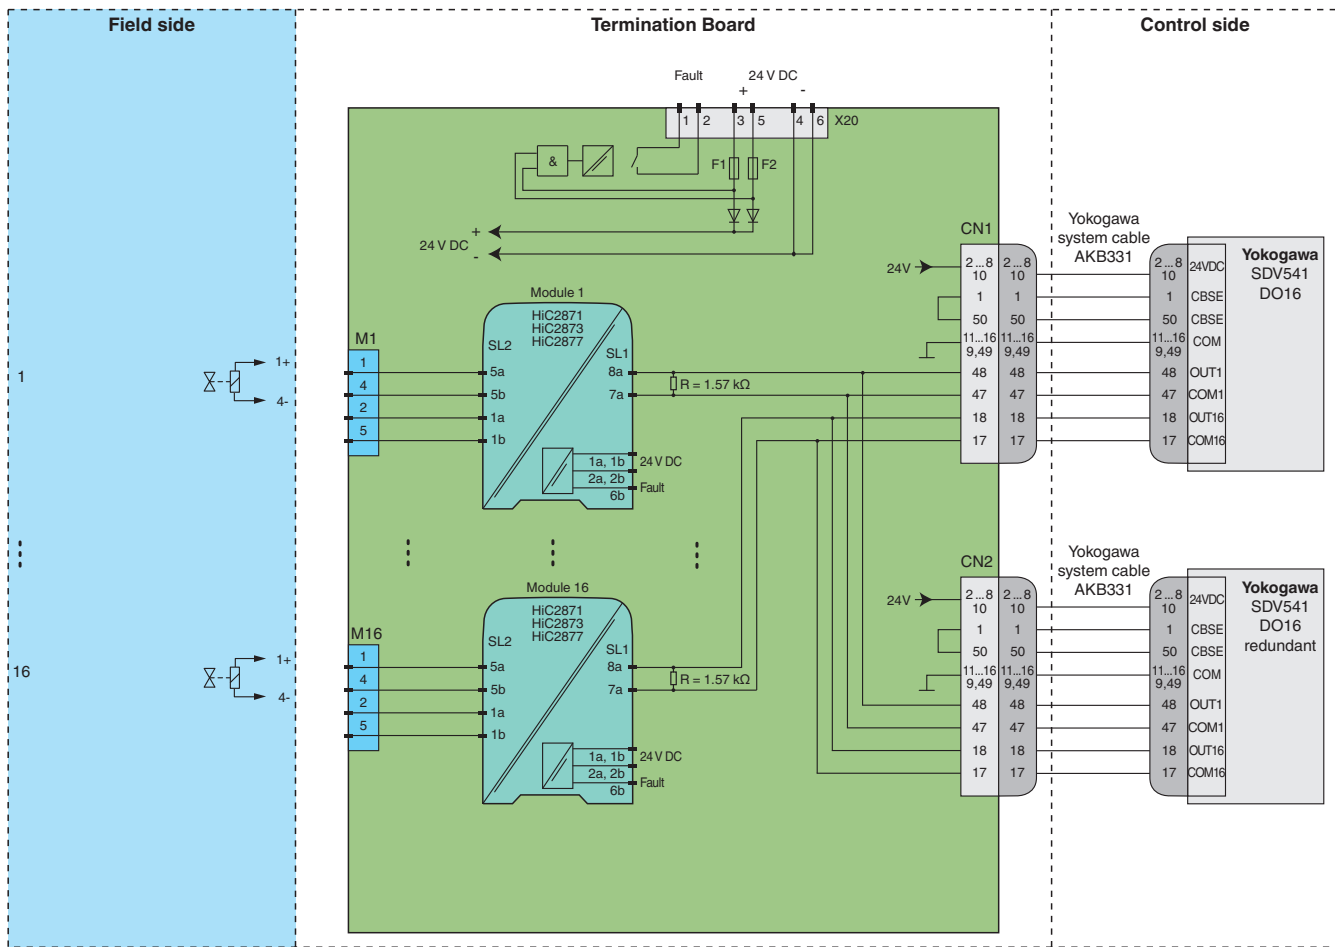 Field side
Termination Board
Control side
Fault
24 V DC
+
-
1
2
3
5
4
6
X20
&
F1
F2
+
24 V DC
-
Module 1
HiC2871
HiC2873
HiC2877
SL2
SL1
M1
1
4
2
5
5a
5b
1a
1b
8a
7a
R = 1.57 kΩ
1a, 1b
2a, 2b
6b
24 V DC
Fault
1
1+
4-
CN1
24V
2 ...8
10
2 ...8
10
1
1
50
50
11...16
9,49
11...16
9,49
48
48
47
47
18
18
17
17
Yokogawa
system cable
AKB331
2 ...8
10
24VDC
1
CBSE
50
CBSE
11...16
9,49
COM
48
OUT1
47
COM1
18
OUT16
17
COM16
Yokogawa
SDV541
DO16
Module 16
HiC2871
HiC2873
HiC2877
SL2
SL1
M16
1
4
2
5
5a
5b
1a
1b
8a
7a
R = 1.57 kΩ
1a, 1b
2a, 2b
6b
24 V DC
Fault
16
1+
4-
CN2
24V
2 ...8
10
2 ...8
10
1
1
50
50
11...16
9,49
11...16
9,49
48
48
47
47
18
18
17
17
Yokogawa
system cable
AKB331
2 ...8
10
24VDC
1
CBSE
50
CBSE
11...16
9,49
COM
48
OUT1
47
COM1
18
OUT16
17
COM16
Yokogawa
SDV541
DO16
redundant